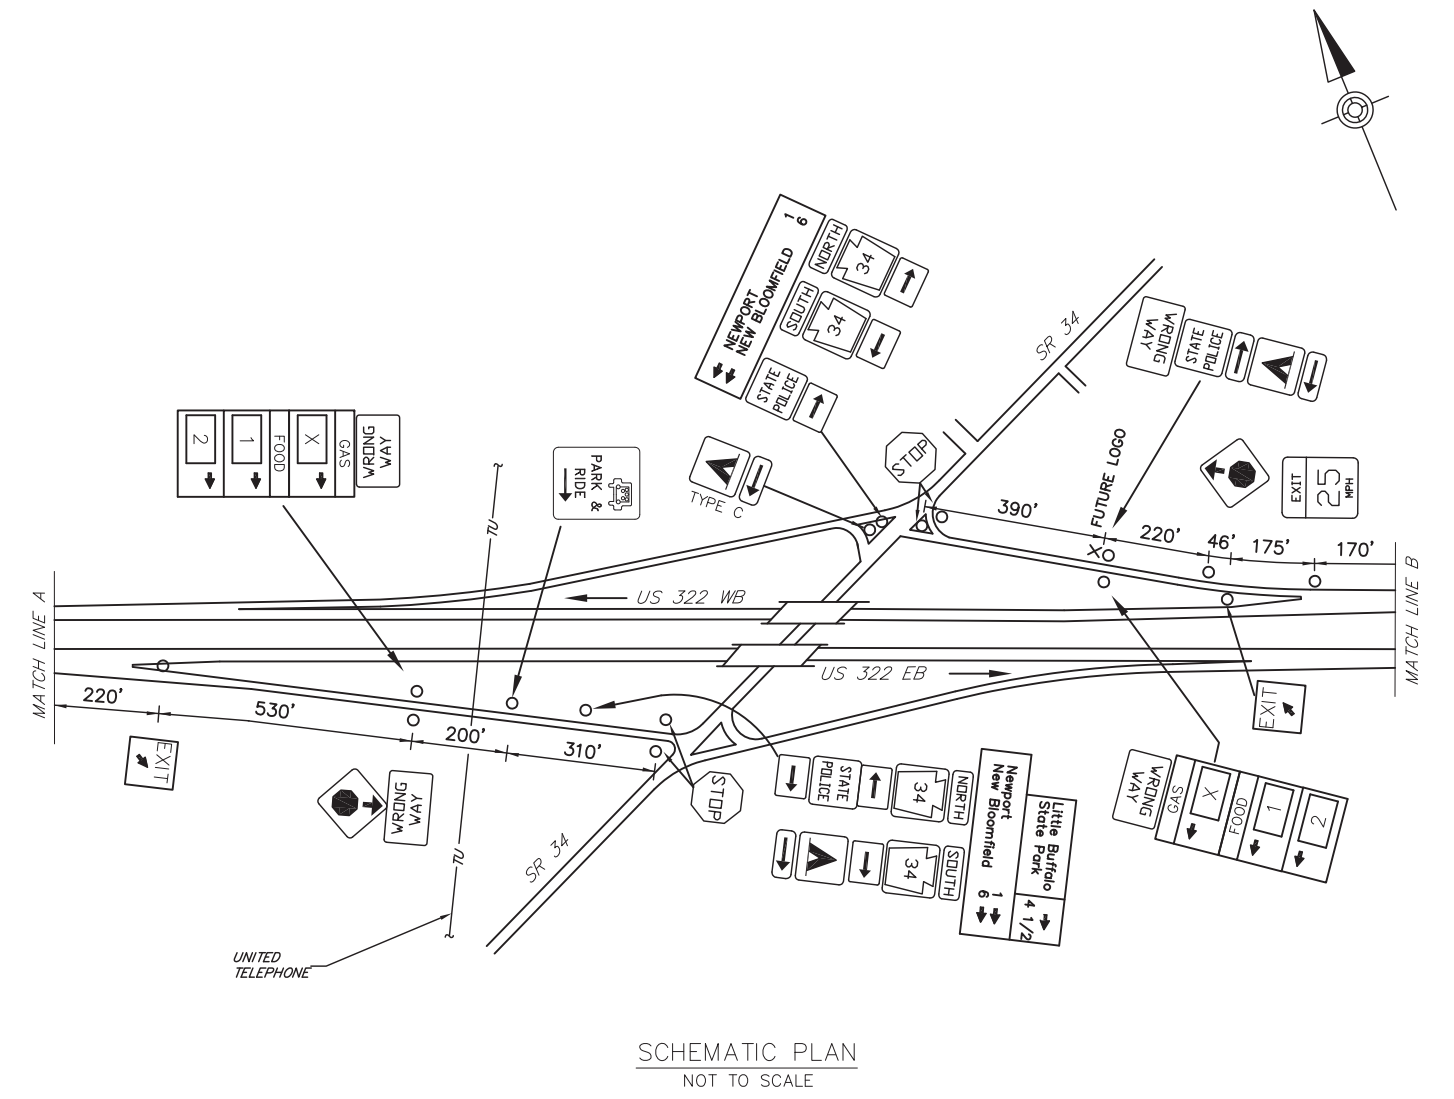 1
6
NEWPORT
NEW BLOOMFIELD
NORTH
34
SOUTH
34
STATE
POLICE
SR 34
WRONG
WAY
STATE
POLICE
2
1
FOOD
X
GAS
WRONG
WAY
PARK &
RIDE
TYPE C
STOP
FUTURE LOGO
X
EXIT
25
MPH
TU
390'
220'
46'
175'
170'
MATCH LINE A
US 322 WB
MATCH LINE B
US 322 EB
220'
530'
200'
310'
EXIT
EXIT
WRONG
WAY
STOP
STATE
POLICE
34
NORTH
34
SOUTH
Newport 1
New Bloomfield 6
Little Buffalo
State Park 4 1/2
WRONG
WAY
GAS
X
FOOD
1
2
TU
SR 34
UNITED
TELEPHONE
SCHEMATIC PLAN
NOT TO SCALE